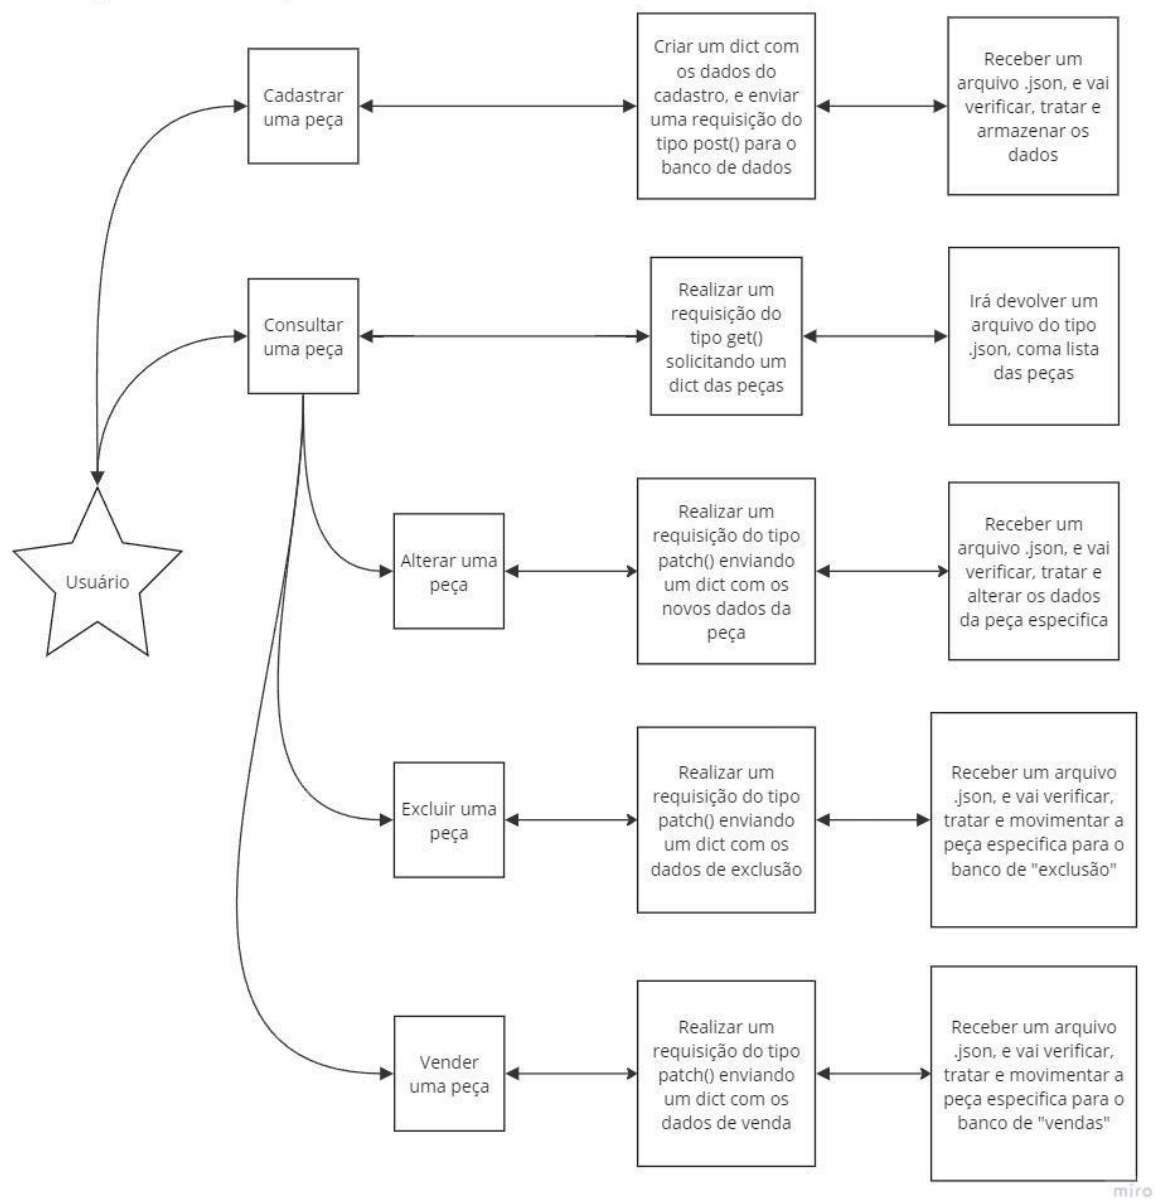 Cadastrar
uma peça
Criar um dict com
os dados do
cadastro, e enviar
uma requisição do
tipo post() para o
banco de dados
Receber um
arquivo .json, e vai
verificar, tratar e
armazenar os
dados
Consultar
uma peça
Realizar um
requisição do
tipo get()
solicitando um
dict das peças
Irá devolver um
arquivo do tipo
.json, coma lista
das peças
Usuário
Alterar uma
peça
Realizar um
requisição do tipo
patch() enviando
um dict com os
novos dados da
peça
Receber um
arquivo .json, e vai
verificar, tratar e
alterar os dados
da peça especifica
Excluir uma
peça
Realizar um
requisição do tipo
patch() enviando
um dict com os
dados de exclusão
Receber um arquivo
.json, e vai verificar,
tratar e movimentar a
peça especifica para o
banco de "exclusão"
Vender
uma peça
Realizar um
requisição do tipo
patch() enviando
um dict com os
dados de venda
Receber um arquivo
.json, e vai verificar,
tratar e movimentar a
peça especifica para o
banco de "vendas"
miro